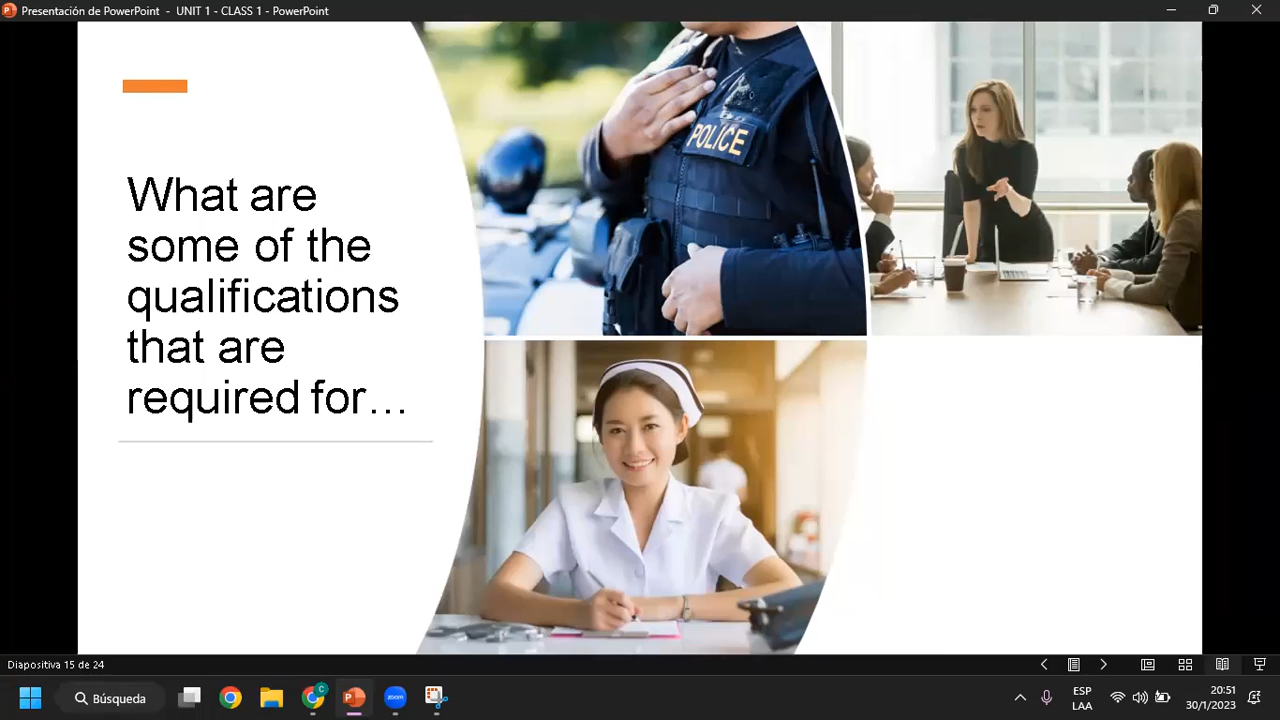 Presentación de PowerPoint - UNIT 1 - CLASS 1 - PowerPoint
What are
some of the
qualifications
that are
required for…
POLICE
Diapositiva 15 de 24
Búsqueda
zoom
ESP
LAA
20:51
30/1/2023